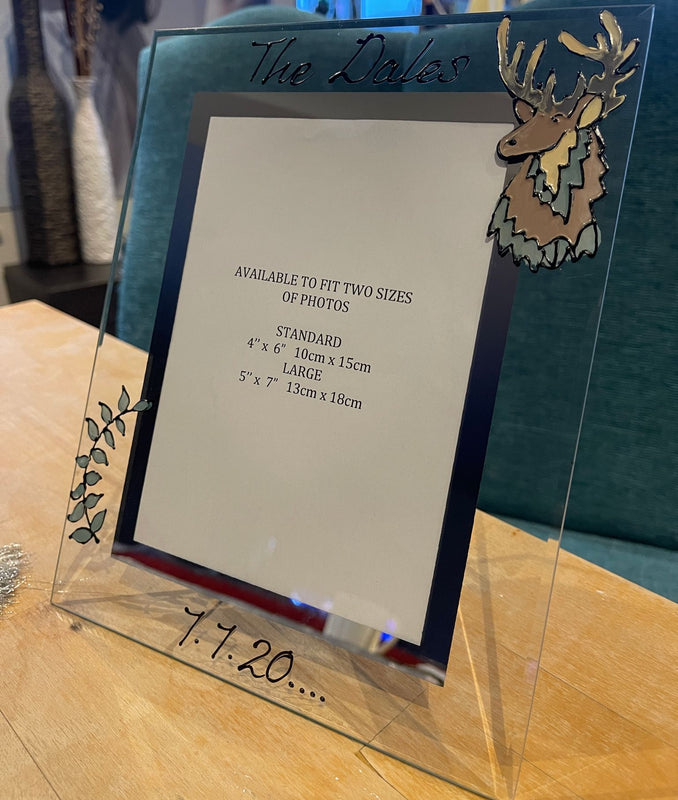 The Dales
AVAILABLE TO FIT TWO SIZES
OF PHOTOS
STANDARD
4" x 6" 10cm x 15cm
LARGE
5" x 7" 13cm x 18cm
7.7.20....